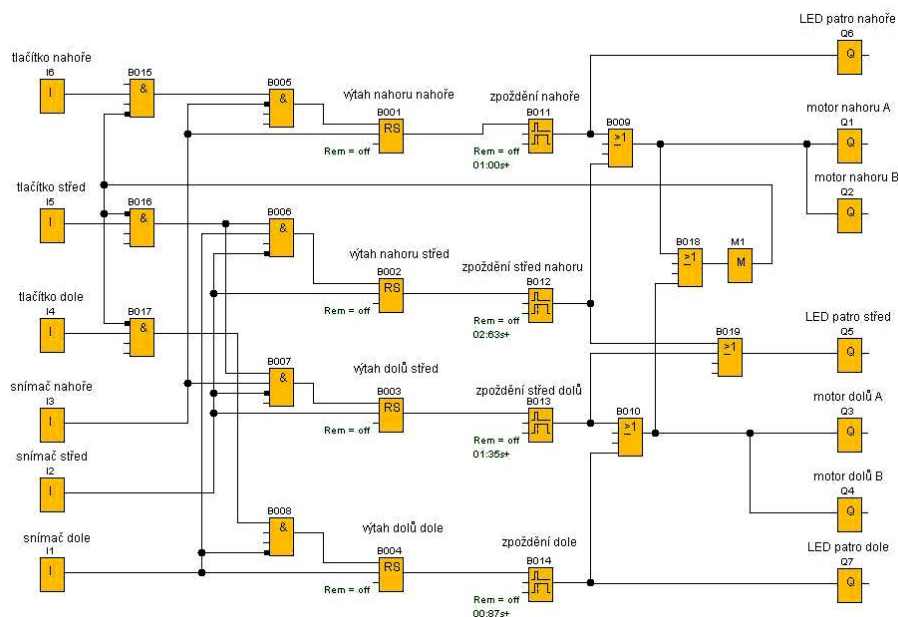 LED patro nahoře
Q6
Q
tlačítko nahoře
I6
I
B015
&
B005
&
výtah nahoru nahoře
B001
RS
Rem = off
zpoždění nahoře
B011
Rem = off
01:00s+
B009
≥1
motor nahoru A
Q1
Q
motor nahoru B
Q2
Q
tlačítko střed
I5
I
B016
&
B006
&
výtah nahoru střed
B002
RS
Rem = off
zpoždění střed nahoru
B012
Rem = off
02:63s+
B018
≥1
M1
M
tlačítko dole
I4
I
B017
&
B007
&
výtah dolů střed
B003
RS
Rem = off
zpoždění střed dolů
B013
Rem = off
01:35s+
B019
≥1
LED patro střed
Q5
Q
snímač nahoře
I3
I
B010
≥1
motor dolů A
Q3
Q
snímač střed
I2
I
motor dolů B
Q4
Q
snímač dole
I1
I
B008
&
výtah dolů dole
B004
RS
Rem = off
zpoždění dole
B014
Rem = off
00:87s+
LED patro dole
Q7
Q